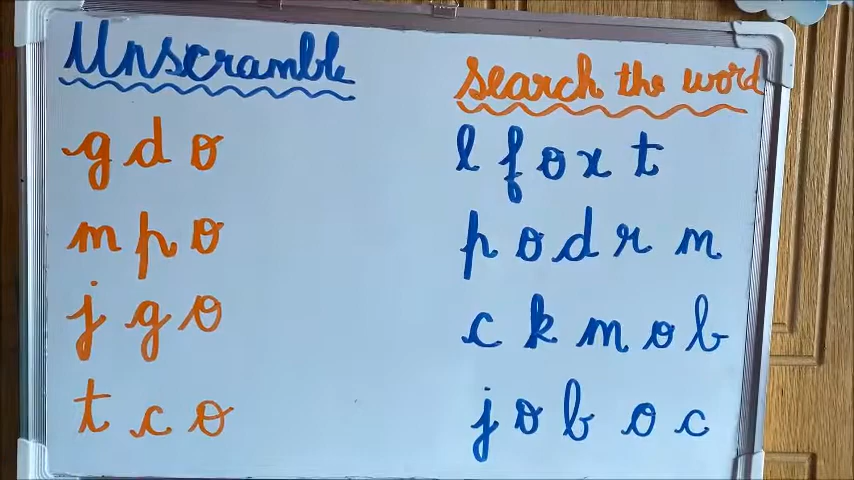 Unscramble
g d o
m p o
j g o
t c o
Search the word
l f o x t
p o d r m
c k m o b
j o b o c